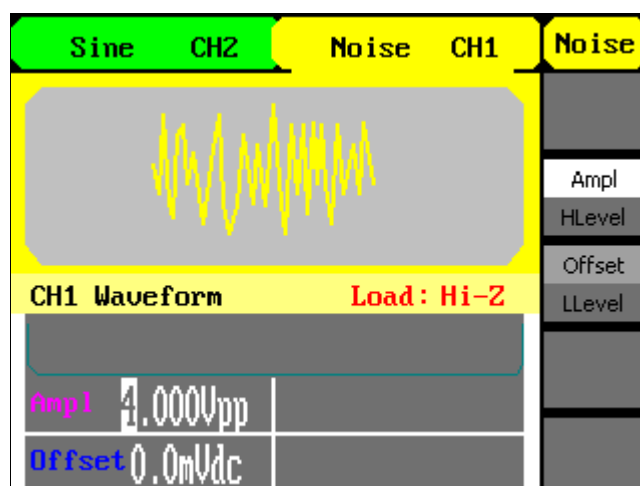 Sine CH2 Noise CH1 Noise
Ampl
HLevel
Offset
LLevel
CH1 Waveform Load: Hi-Z
Ampl 4.000Vpp
Offset 0.0mVdc